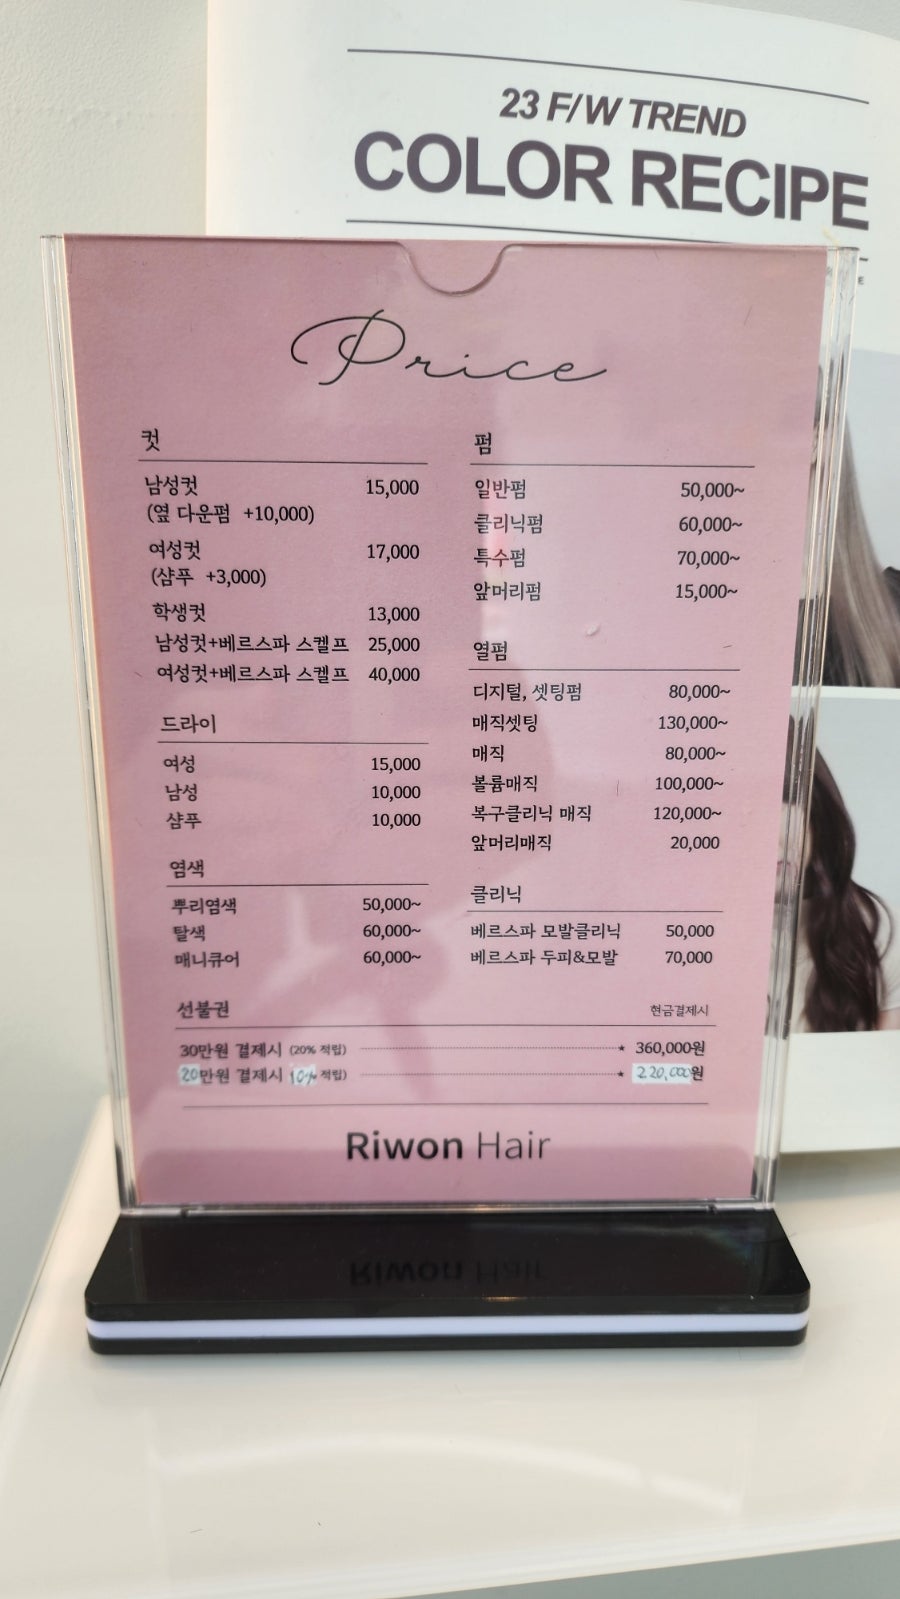 23 F/W TREND
COLOR RECIPE
Price
컷
남성컷 15,000
(옆 다운펌 +10,000)
여성컷 17,000
(샴푸 +3,000)
학생컷 13,000
남성컷+베르스파 스켈프 25,000
여성컷+베르스파 스켈프 40,000
드라이
여성 15,000
남성 10,000
샴푸 10,000
염색
뿌리염색 50,000~
탈색 60,000~
매니큐어 60,000~
펌
일반펌 50,000~
클리닉펌 60,000~
특수펌 70,000~
앞머리펌 15,000~
열펌
디지털, 셋팅펌 80,000~
매직셋팅 130,000~
매직 80,000~
볼륨매직 100,000~
복구클리닉 매직 120,000~
앞머리매직 20,000
클리닉
베르스파 모발클리닉 50,000
베르스파 두피&모발 70,000
선불권 현금결제시
30만원 결제시 (20% 적립) ★ 360,000원
20만원 결제시 10% 적립) ★ 220,000원
Riwon Hair